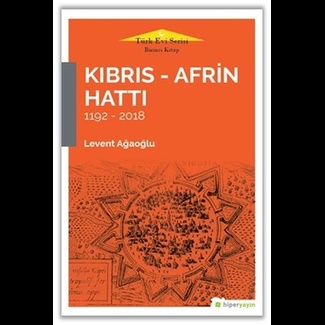 Türk Evi Serisi
Birinci Kitap
KIBRIS - AFRİN
HATTI
1192 - 2018
Levent Ağaoğlu
hiperyayın